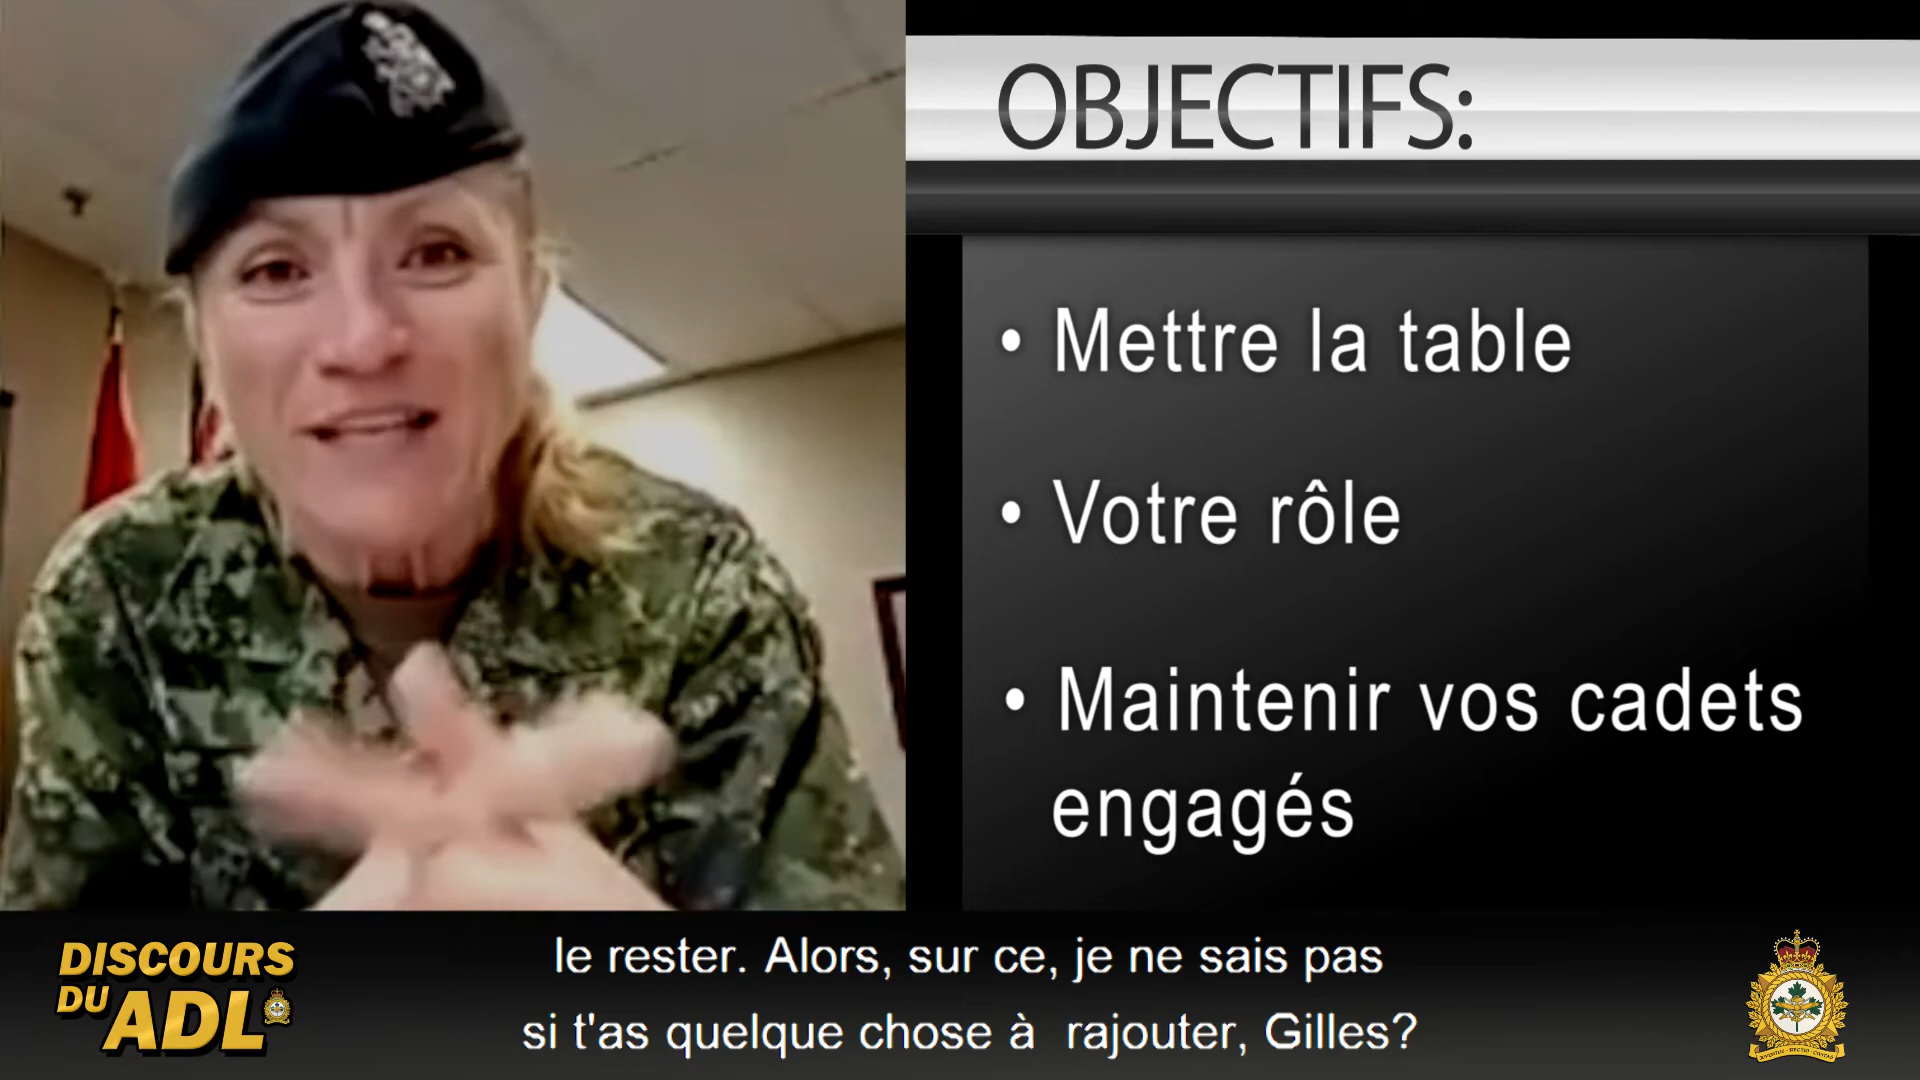 OBJECTIFS:
• Mettre la table
• Votre rôle
• Maintenir vos cadets
engagés
le rester. Alors, sur ce, je ne sais pas
si t'as quelque chose à  rajouter, Gilles?
DISCOURS
DU ADL